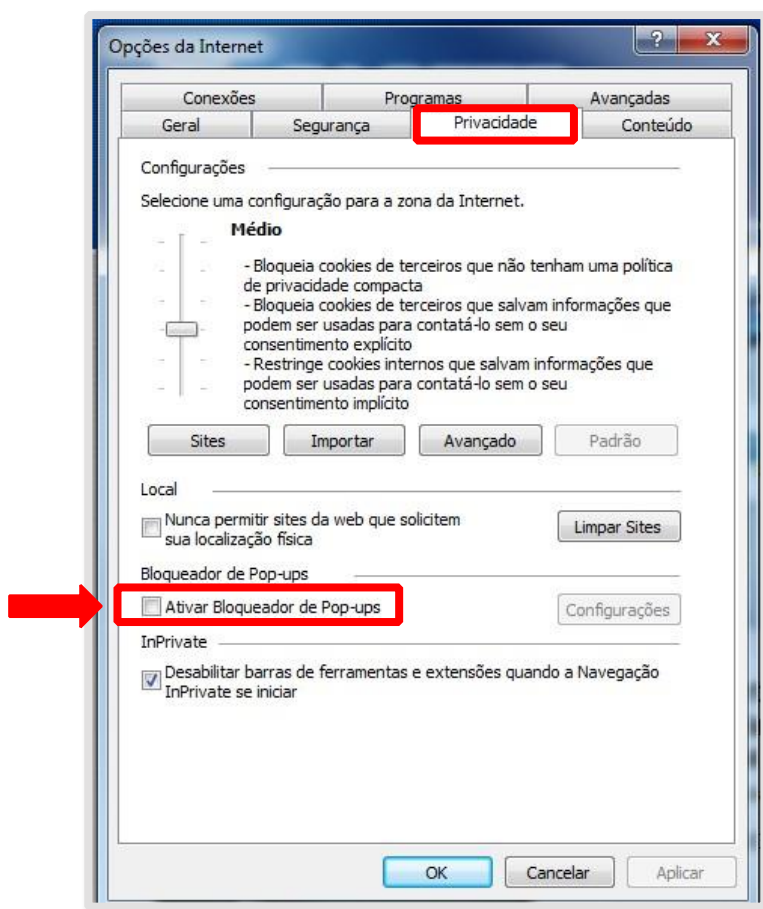 Opções da Internet
?
X
Conexões
Programas
Avançadas
Geral
Segurança
Privacidade
Conteúdo
Configurações
Selecione uma configuração para a zona da Internet.
Médio
- Bloqueia cookies de terceiros que não tenham uma política
de privacidade compacta
- Bloqueia cookies de terceiros que salvam informações que
podem ser usadas para contatá-lo sem o seu
consentimento explícito
- Restringe cookies internos que salvam informações que
podem ser usadas para contatá-lo sem o seu
consentimento implícito
Sites
Importar
Avançado
Padrão
Local
Nunca permitir sites da web que solicitem
sua localização física
Limpar Sites
Bloqueador de Pop-ups
Ativar Bloqueador de Pop-ups
Configurações
InPrivate
Desabilitar barras de ferramentas e extensões quando a Navegação
InPrivate se iniciar
OK
Cancelar
Aplicar